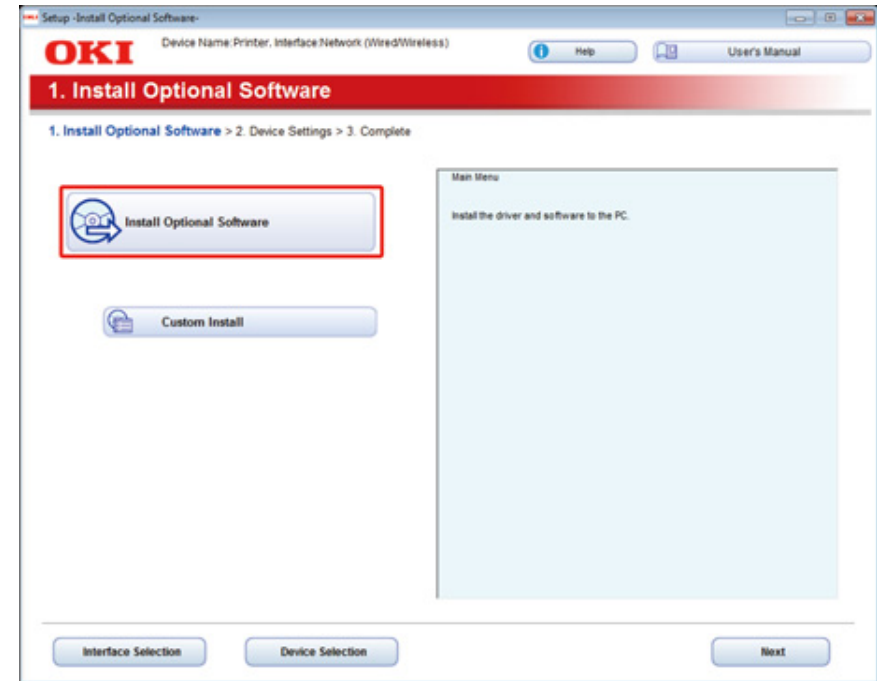 Setup -Install Optional Software-
OKI
Device Name:Printer, Interface:Network (Wired/Wireless)
Help
User's Manual
1. Install Optional Software
1. Install Optional Software > 2. Device Settings > 3. Complete
Main Menu
Install the driver and software to the PC.
Install Optional Software
Custom Install
Interface Selection
Device Selection
Next